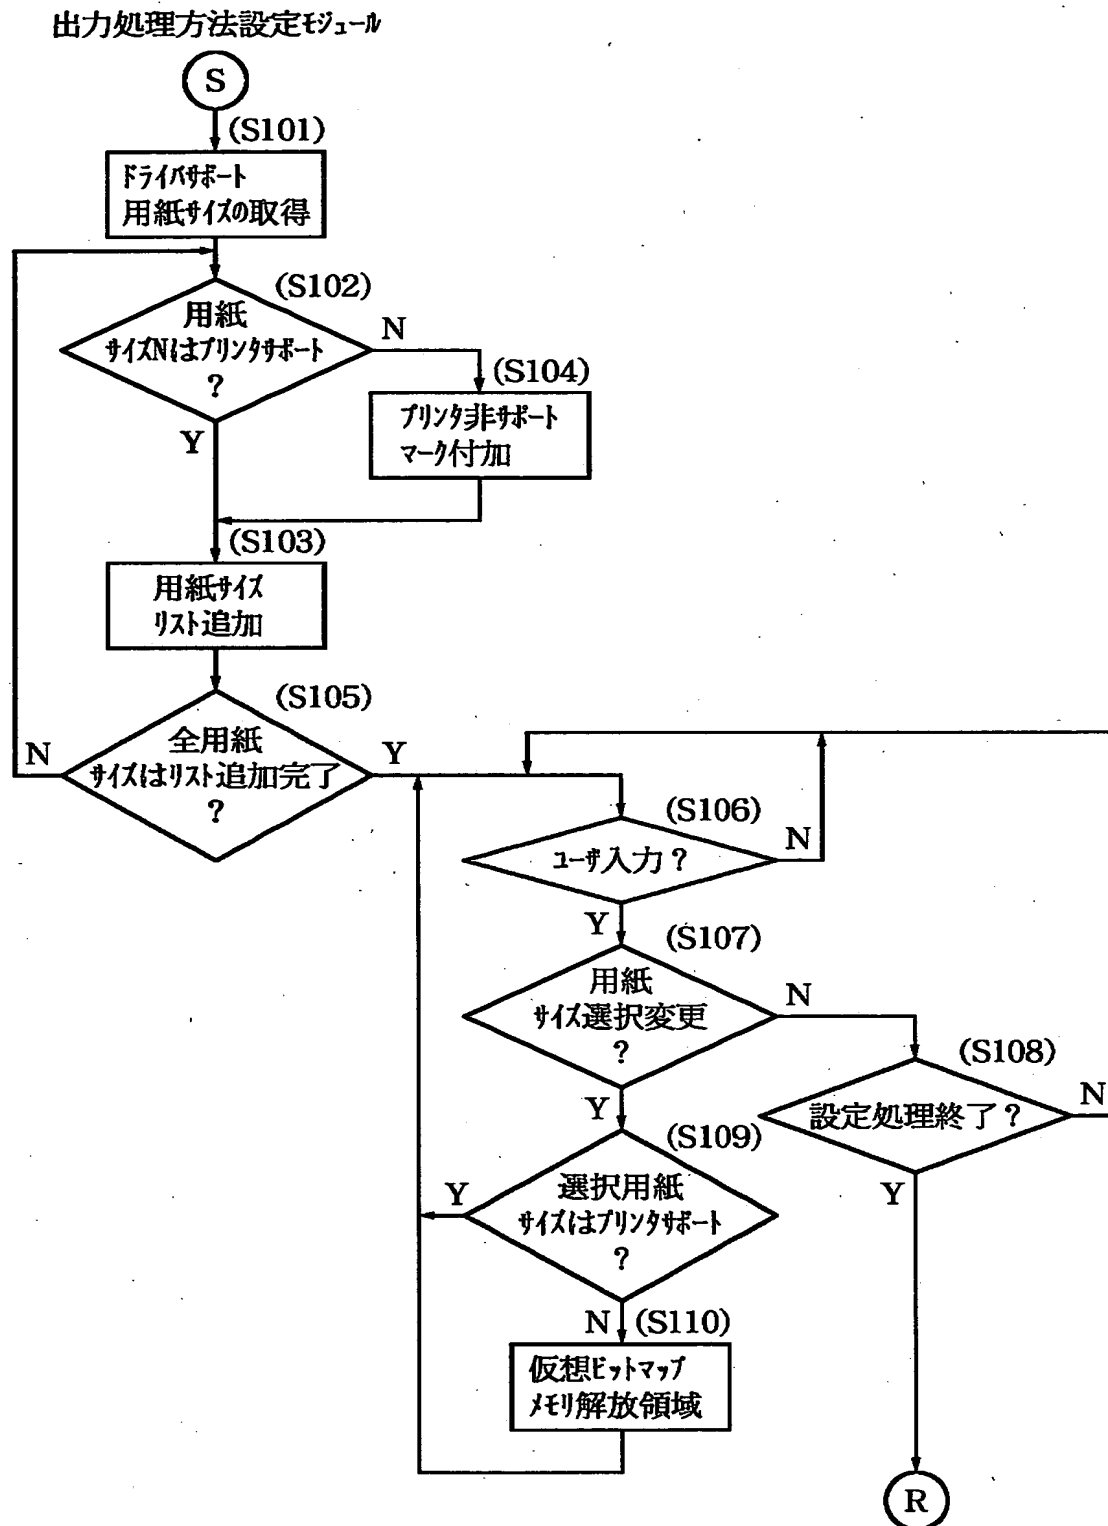 出力処理方法設定ﾓｼﾞｭｰﾙ
S
(S101)
ﾄﾞﾗｲﾊﾞｻﾎﾟｰﾄ
用紙ｻｲｽﾞの取得
(S102)
用紙
ｻｲｽﾞNはﾌﾟﾘﾝﾀｻﾎﾟｰﾄ
?
N
Y
(S104)
ﾌﾟﾘﾝﾀ非ｻﾎﾟｰﾄ
ﾏｰｸ付加
(S103)
用紙ｻｲｽﾞ
ﾘｽﾄ追加
(S105)
全用紙
ｻｲｽﾞはﾘｽﾄ追加完了
?
N
Y
(S106)
ﾕｰｻﾞ入力?
N
Y
(S107)
用紙
ｻｲｽﾞ選択変更
?
N
Y
(S108)
設定処理終了?
N
Y
(S109)
選択用紙
ｻｲｽﾞはﾌﾟﾘﾝﾀｻﾎﾟｰﾄ
?
Y
N
(S110)
仮想ﾋﾞｯﾄﾏｯﾌﾟ
ﾒﾓﾘ解放領域
R